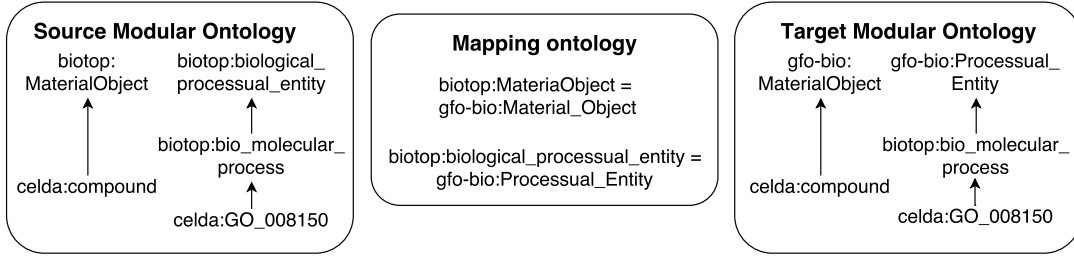 Source Modular Ontology
biotop:
MaterialObject
biotop:biological_
processual_entity
biotop:bio_molecular_
process
celda:compound
celda:GO_008150
Mapping ontology
biotop:MateriaObject =
gfo-bio:Material_Object
biotop:biological_processual_entity =
gfo-bio:Processual_Entity
Target Modular Ontology
gfo-bio:
MaterialObject
gfo-bio:Processual_
Entity
biotop:bio_molecular_
process
celda:compound
celda:GO_008150